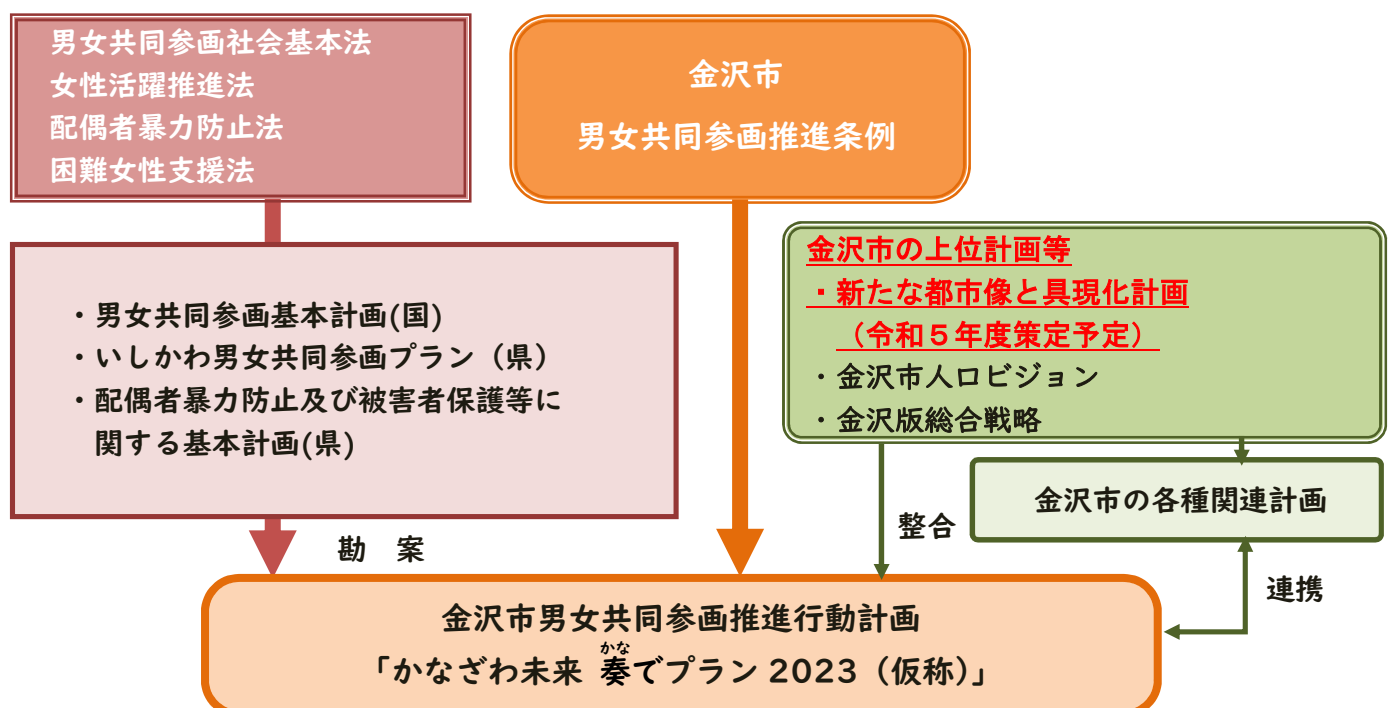 男女共同参画社会基本法
女性活躍推進法
配偶者暴力防止法
困難女性支援法
金沢市
男女共同参画推進条例
・男女共同参画基本計画(国)
・いしかわ男女共同参画プラン（県）
・配偶者暴力防止及び被害者保護等に
関する基本計画(県)
金沢市の上位計画等
・新たな都市像と具現化計画
（令和５年度策定予定）
・金沢市人口ビジョン
・金沢版総合戦略
金沢市の各種関連計画
勘　案
整合
連携
金沢市男女共同参画推進行動計画
かな
「かなざわ未来 奏でプラン 2023（仮称）」